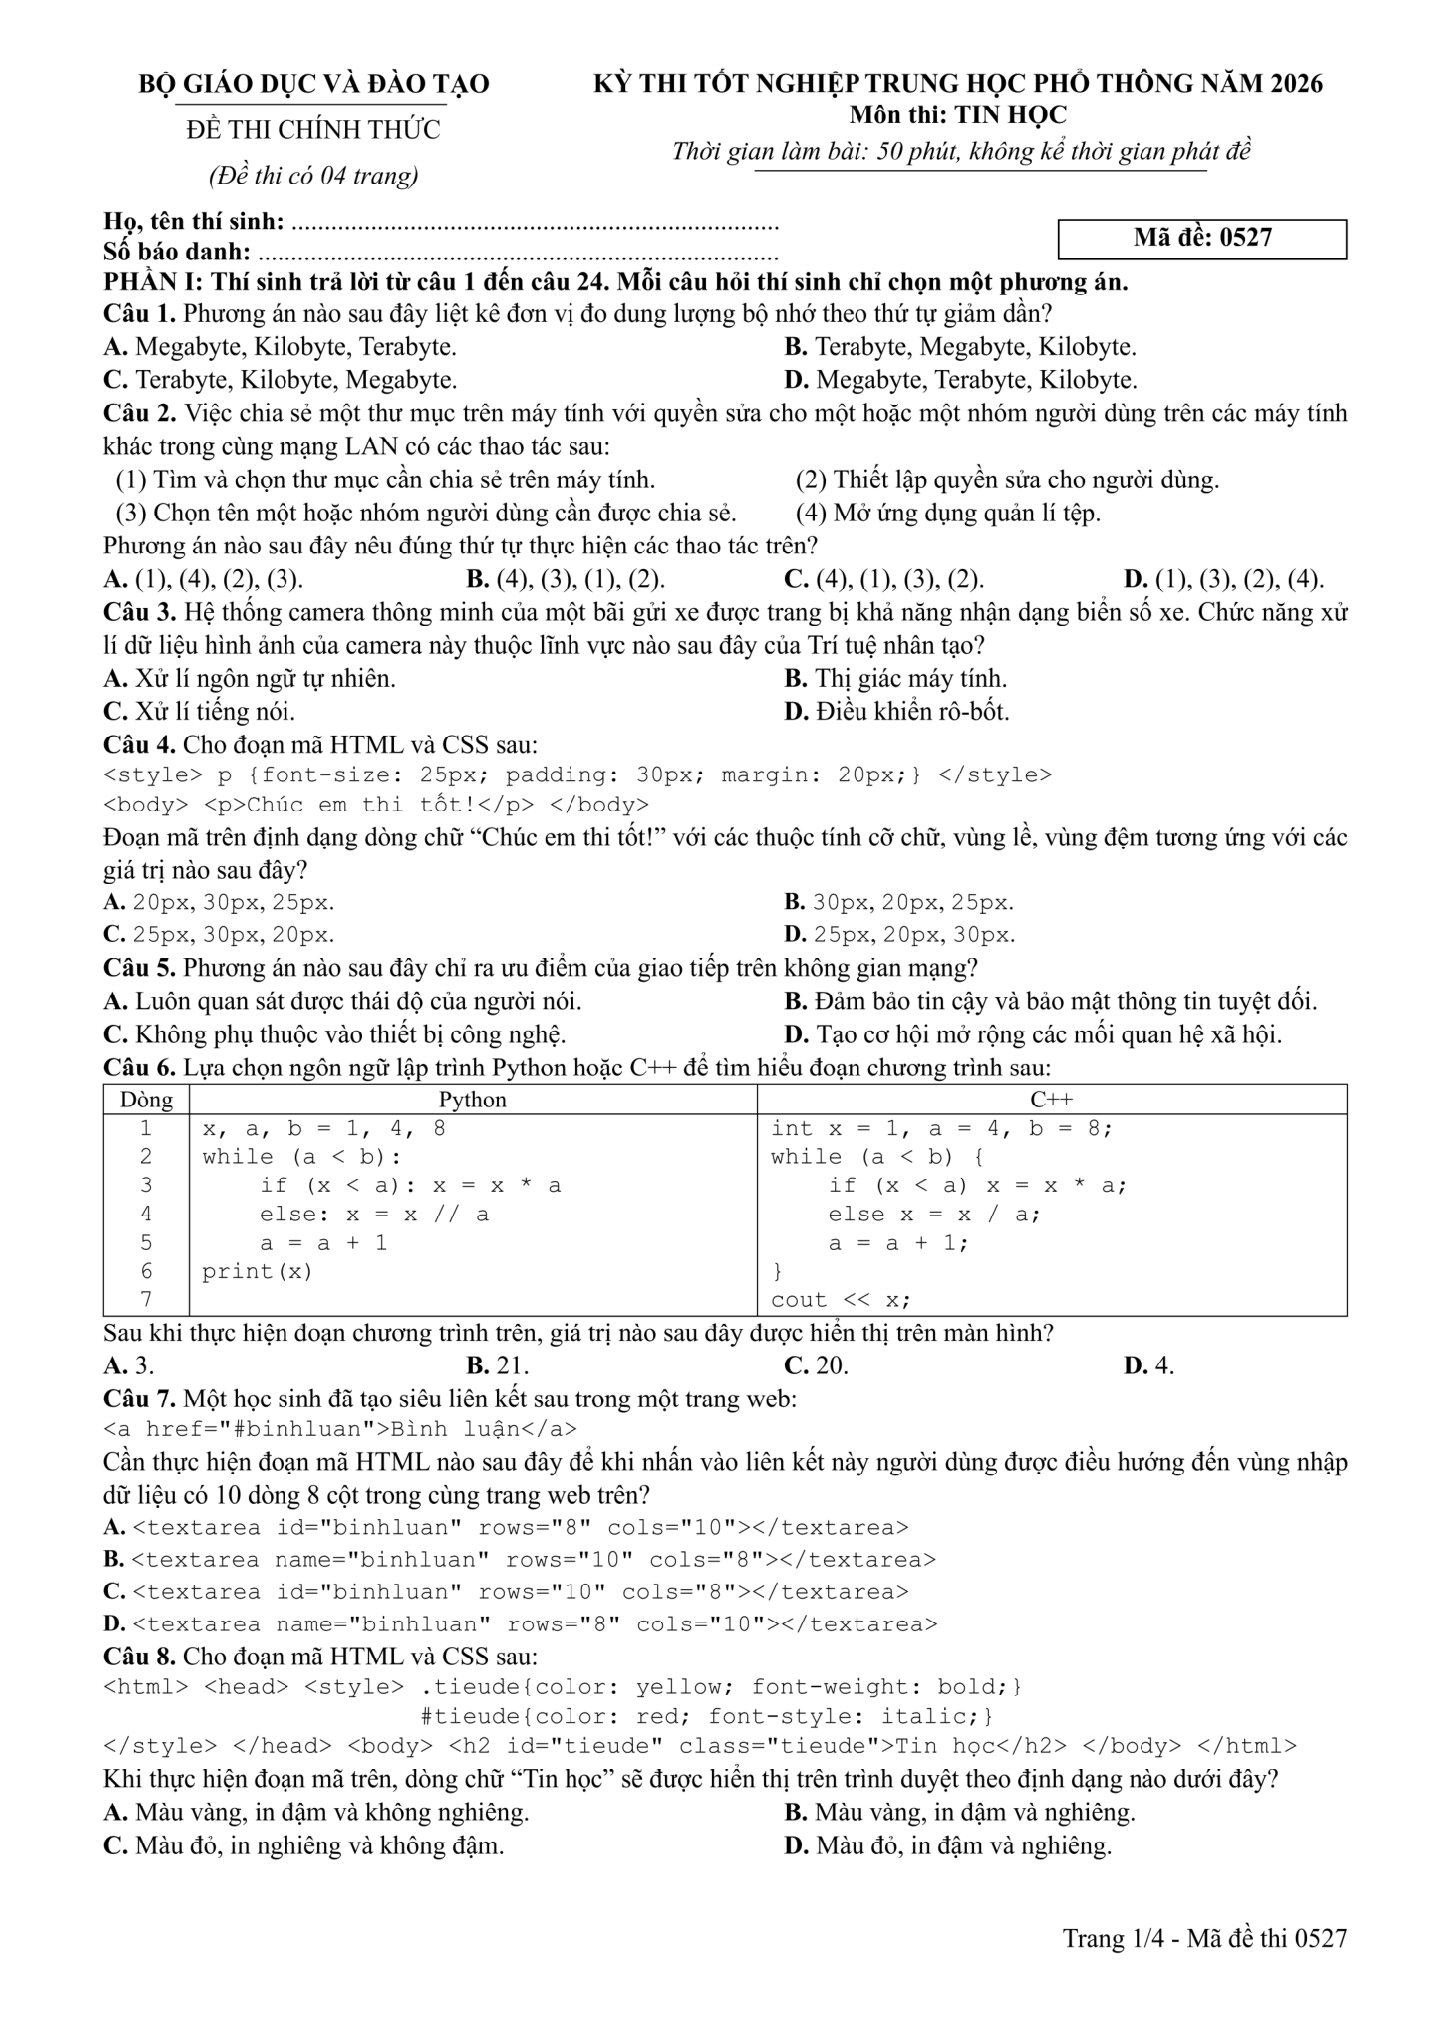 BỘ GIÁO DỤC VÀ ĐÀO TẠO
ĐỀ THI CHÍNH THỨC
(Đề thi có 04 trang)
KỲ THI TỐT NGHIỆP TRUNG HỌC PHỔ THÔNG NĂM 2026
Môn thi: TIN HỌC
Thời gian làm bài: 50 phút, không kể thời gian phát đề
Họ, tên thí sinh: ........................................................................
Số báo danh: .............................................................................
Mã đề: 0527
PHẦN I: Thí sinh trả lời từ câu 1 đến câu 24. Mỗi câu hỏi thí sinh chỉ chọn một phương án.
Câu 1. Phương án nào sau đây liệt kê đơn vị đo dung lượng bộ nhớ theo thứ tự giảm dần?
A. Megabyte, Kilobyte, Terabyte. B. Terabyte, Megabyte, Kilobyte.
C. Terabyte, Kilobyte, Megabyte. D. Megabyte, Terabyte, Kilobyte.
Câu 2. Việc chia sẻ một thư mục trên máy tính với quyền sửa cho một hoặc một nhóm người dùng trên các máy tính
khác trong cùng mạng LAN có các thao tác sau:
(1) Tìm và chọn thư mục cần chia sẻ trên máy tính. (2) Thiết lập quyền sửa cho người dùng.
(3) Chọn tên một hoặc nhóm người dùng cần được chia sẻ. (4) Mở ứng dụng quản lí tệp.
Phương án nào sau đây nêu đúng thứ tự thực hiện các thao tác trên?
A. (1), (4), (2), (3). B. (4), (3), (1), (2). C. (4), (1), (3), (2). D. (1), (3), (2), (4).
Câu 3. Hệ thống camera thông minh của một bãi gửi xe được trang bị khả năng nhận dạng biển số xe. Chức năng xử
lí dữ liệu hình ảnh của camera này thuộc lĩnh vực nào sau đây của Trí tuệ nhân tạo?
A. Xử lí ngôn ngữ tự nhiên. B. Thị giác máy tính.
C. Xử lí tiếng nói. D. Điều khiển rô-bốt.
Câu 4. Cho đoạn mã HTML và CSS sau:
<style> p {font-size: 25px; padding: 30px; margin: 20px;} </style>
<body> <p>Chúc em thi tốt!</p> </body>
Đoạn mã trên định dạng dòng chữ “Chúc em thi tốt!” với các thuộc tính cỡ chữ, vùng lề, vùng đệm tương ứng với các
giá trị nào sau đây?
A. 20px, 30px, 25px. B. 30px, 20px, 25px.
C. 25px, 30px, 20px. D. 25px, 20px, 30px.
Câu 5. Phương án nào sau đây chỉ ra ưu điểm của giao tiếp trên không gian mạng?
A. Luôn quan sát được thái độ của người nói. B. Đảm bảo tin cậy và bảo mật thông tin tuyệt đối.
C. Không phụ thuộc vào thiết bị công nghệ. D. Tạo cơ hội mở rộng các mối quan hệ xã hội.
Câu 6. Lựa chọn ngôn ngữ lập trình Python hoặc C++ để tìm hiểu đoạn chương trình sau:
Dòng Python C++
1 x, a, b = 1, 4, 8 int x = 1, a = 4, b = 8;
2 while (a < b): while (a < b) {
3 if (x < a): x = x * a if (x < a) x = x * a;
4 else: x = x // a else x = x / a;
5 a = a + 1 a = a + 1;
6 print(x) }
7 cout << x;
Sau khi thực hiện đoạn chương trình trên, giá trị nào sau đây được hiển thị trên màn hình?
A. 3. B. 21. C. 20. D. 4.
Câu 7. Một học sinh đã tạo siêu liên kết sau trong một trang web:
<a href="#binhluan">Bình luận</a>
Cần thực hiện đoạn mã HTML nào sau đây để khi nhấn vào liên kết này người dùng được điều hướng đến vùng nhập
dữ liệu có 10 dòng 8 cột trong cùng trang web trên?
A. <textarea id="binhluan" rows="8" cols="10"></textarea>
B. <textarea name="binhluan" rows="10" cols="8"></textarea>
C. <textarea id="binhluan" rows="10" cols="8"></textarea>
D. <textarea name="binhluan" rows="8" cols="10"></textarea>
Câu 8. Cho đoạn mã HTML và CSS sau:
<html> <head> <style> .tieude{color: yellow; font-weight: bold;}
#tieude{color: red; font-style: italic;}
</style> </head> <body> <h2 id="tieude" class="tieude">Tin học</h2> </body> </html>
Khi thực hiện đoạn mã trên, dòng chữ “Tin học” sẽ được hiển thị trên trình duyệt theo định dạng nào dưới đây?
A. Màu vàng, in đậm và không nghiêng. B. Màu vàng, in đậm và nghiêng.
C. Màu đỏ, in nghiêng và không đậm. D. Màu đỏ, in đậm và nghiêng.
Trang 1/4 - Mã đề thi 0527